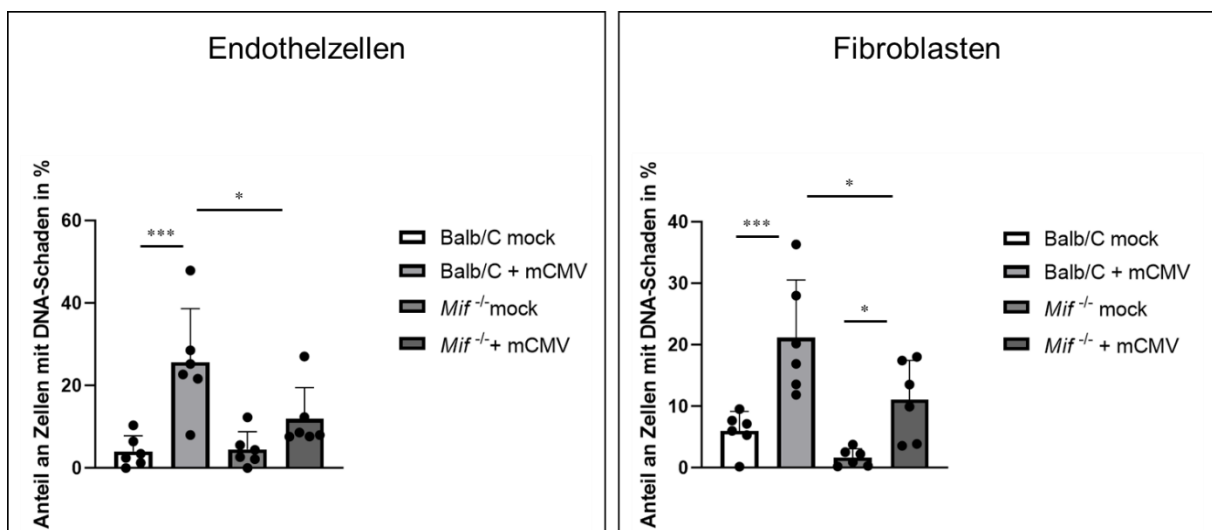 Endothelzellen
Anteil an Zellen mit DNA-Schaden in %
60
40
20
0
***
*
Balb/C mock
Balb/C + mCMV
Mif -/- mock
Mif -/- + mCMV
Fibroblasten
Anteil an Zellen mit DNA-Schaden in %
40
30
20
10
0
***
*
*
Balb/C mock
Balb/C + mCMV
Mif -/- mock
Mif -/- + mCMV